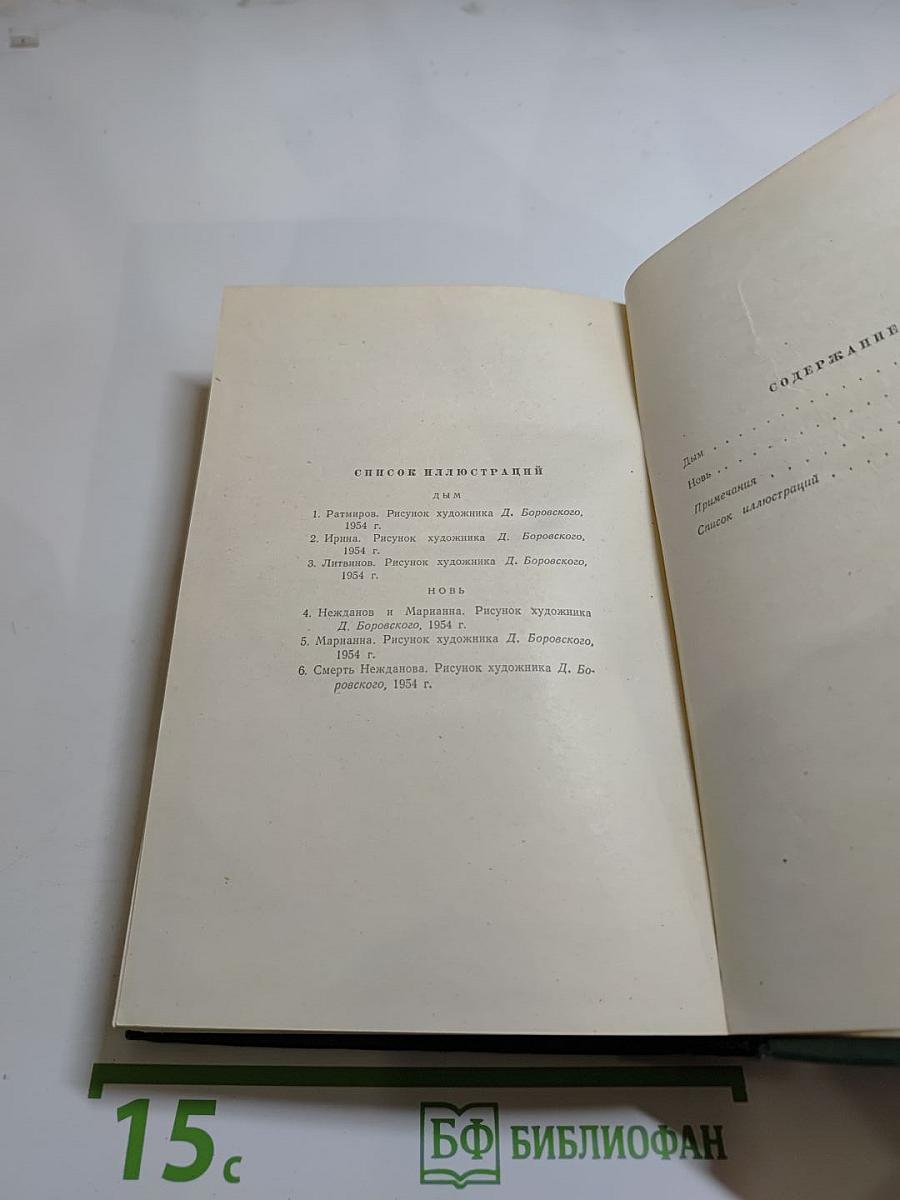 СПИСОК ИЛЛЮСТРАЦИЙ
ДЫМ
1. Ратмиров. Рисунок художника Д. Боровского,
1954 г.
2. Ирина. Рисунок художника Д. Боровского,
1954 г.
3. Литвинов. Рисунок художника Д. Боровского,
1954 г.
НОВЬ
4. Нежданов и Марианна. Рисунок художника
Д. Боровского, 1954 г.
5. Марианна. Рисунок художника Д. Боровского,
1954 г.
6. Смерть Нежданова. Рисунок художника Д. Бо-
ровского, 1954 г.
СОДЕРЖАНИЕ
Дым . . . . . . . . . . . .
Новь . . . . . . . . . . . .
Примечания . . . . . . . .
Список иллюстраций . . . . .
15 с
БФ БИБЛИОФАН